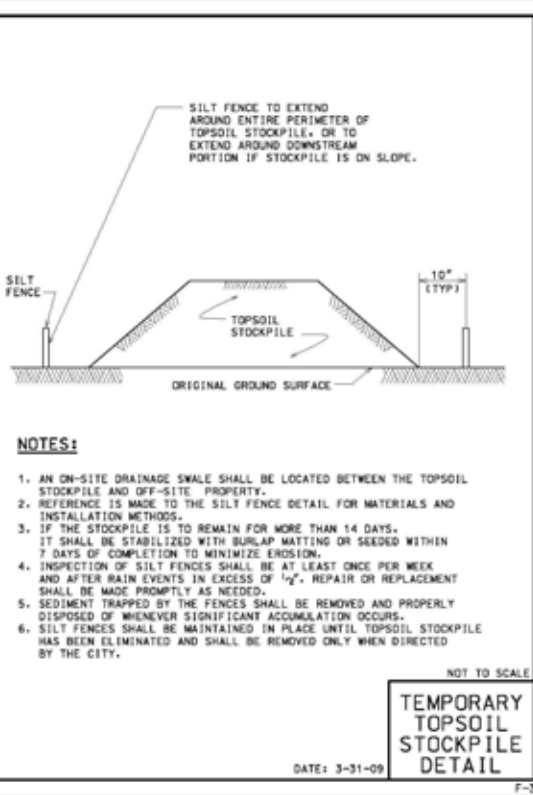 SILT FENCE TO EXTEND
AROUND ENTIRE PERIMETER OF
TOPSOIL STOCKPILE, OR TO
EXTEND AROUND DOWNSTREAM
PORTION IF STOCKPILE IS ON SLOPE.
SILT
FENCE
10"
(TYP)
TOPSOIL
STOCKPILE
ORIGINAL GROUND SURFACE
NOTES:
1. AN ON-SITE DRAINAGE SWALE SHALL BE LOCATED BETWEEN THE TOPSOIL
STOCKPILE AND OFF-SITE PROPERTY.
2. REFERENCE IS MADE TO THE SILT FENCE DETAIL FOR MATERIALS AND
INSTALLATION METHODS.
3. IF THE STOCKPILE IS TO REMAIN FOR MORE THAN 14 DAYS.
IT SHALL BE STABILIZED WITH BURLAP MATTING OR SEEDED WITHIN
7 DAYS OF COMPLETION TO MINIMIZE EROSION.
4. INSPECTION OF SILT FENCES SHALL BE AT LEAST ONCE PER WEEK
AND AFTER RAIN EVENTS IN EXCESS OF 1/2". REPAIR OR REPLACEMENT
SHALL BE MADE PROMPTLY AS NEEDED.
5. SEDIMENT TRAPPED BY THE FENCES SHALL BE REMOVED AND PROPERLY
DISPOSED OF WHENEVER SIGNIFICANT ACCUMULATION OCCURS.
6. SILT FENCES SHALL BE MAINTAINED IN PLACE UNTIL TOPSOIL STOCKPILE
HAS BEEN ELIMINATED AND SHALL BE REMOVED ONLY WHEN DIRECTED
BY THE CITY.
NOT TO SCALE
TEMPORARY
TOPSOIL
STOCKPILE
DETAIL
DATE: 3-31-09